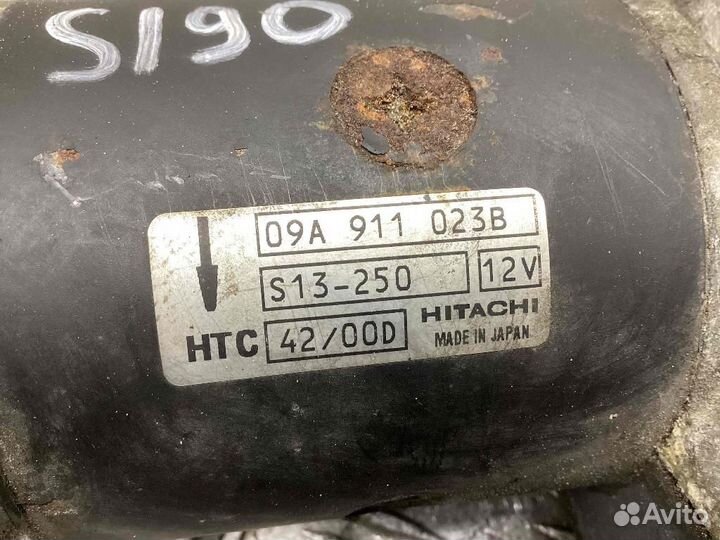 S190
09A 911 023B
S13-250 12V
HTC 42/00D HITACHI
MADE IN JAPAN
Avito